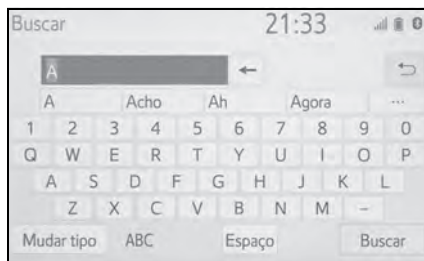 Buscar 21:33
A ←
A Acho Ah Agora ...
1 2 3 4 5 6 7 8 9 0
Q W E R T Y U I O P
A S D F G H J K L
Z X C V B N M -
Mudar tipo ABC Espaço Buscar